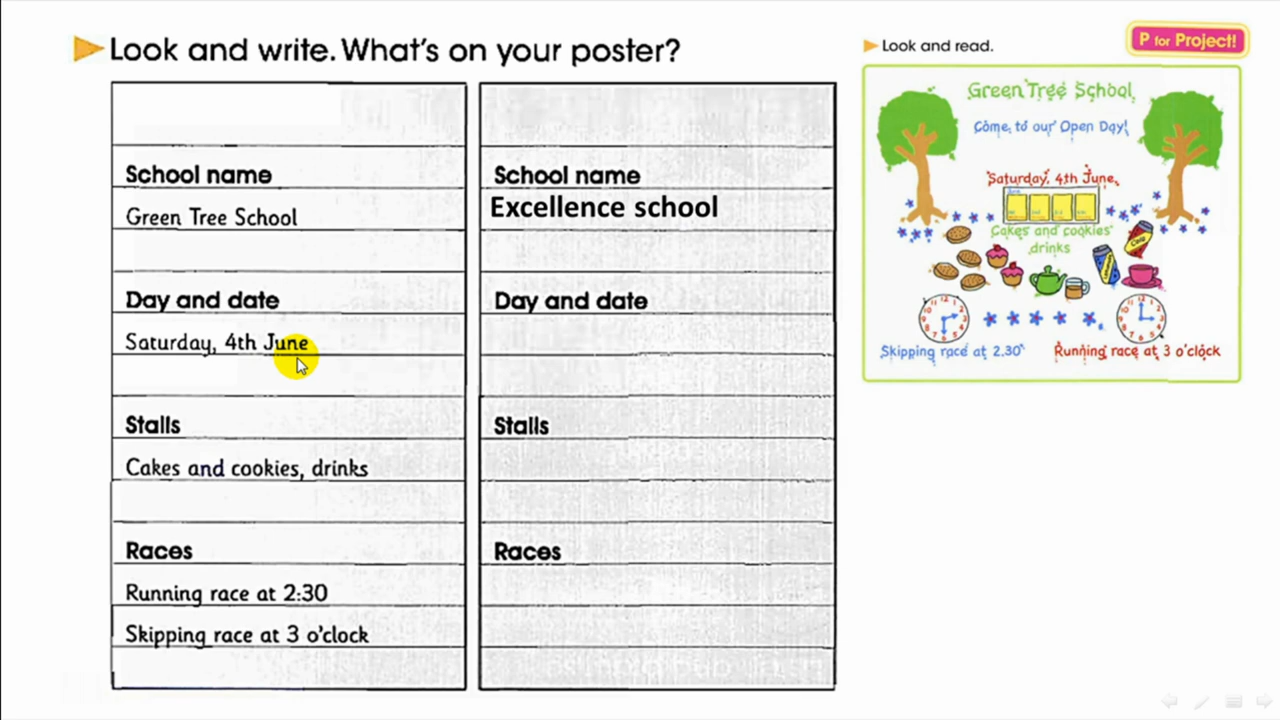 Look and write. What's on your poster?
School name
Green Tree School
Day and date
Saturday, 4th June
Stalls
Cakes and cookies, drinks
Races
Running race at 2:30
Skipping race at 3 o'clock
School name
Excellence school
Day and date
Stalls
Races
Look and read.
P for Project!
Green Tree School
Come to our Open Day!
Saturday, 4th June
Cakes and cookies
drinks
Skipping race at 2.30
Running race at 3 o'clock